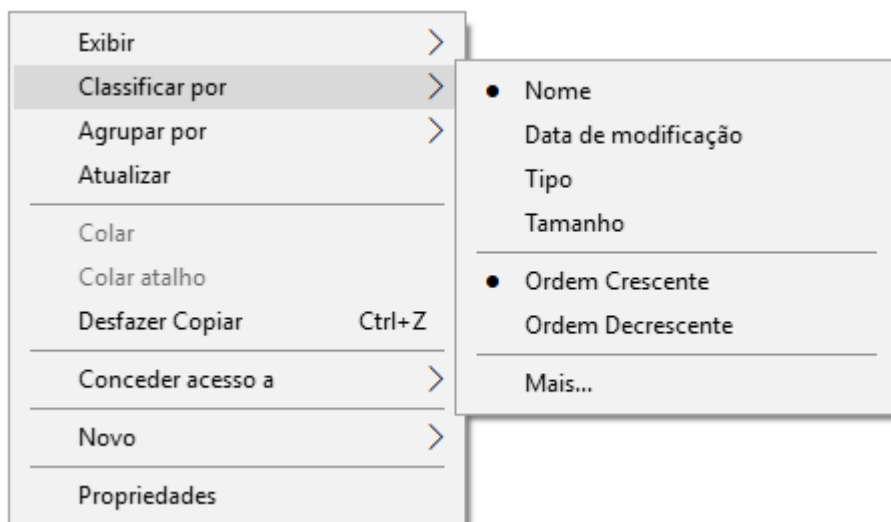 Exibir
Classificar por
Agrupar por
Atualizar
Colar
Colar atalho
Desfazer Copiar Ctrl+Z
Conceder acesso a
Novo
Propriedades
Nome
Data de modificação
Tipo
Tamanho
Ordem Crescente
Ordem Decrescente
Mais...